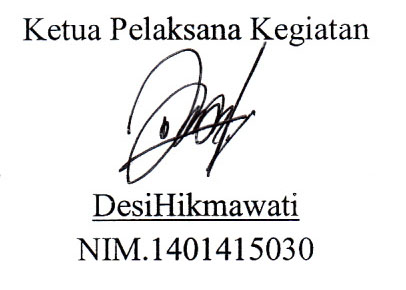 Ketua Pelaksana Kegiatan
DesiHikmawati
NIM.1401415030